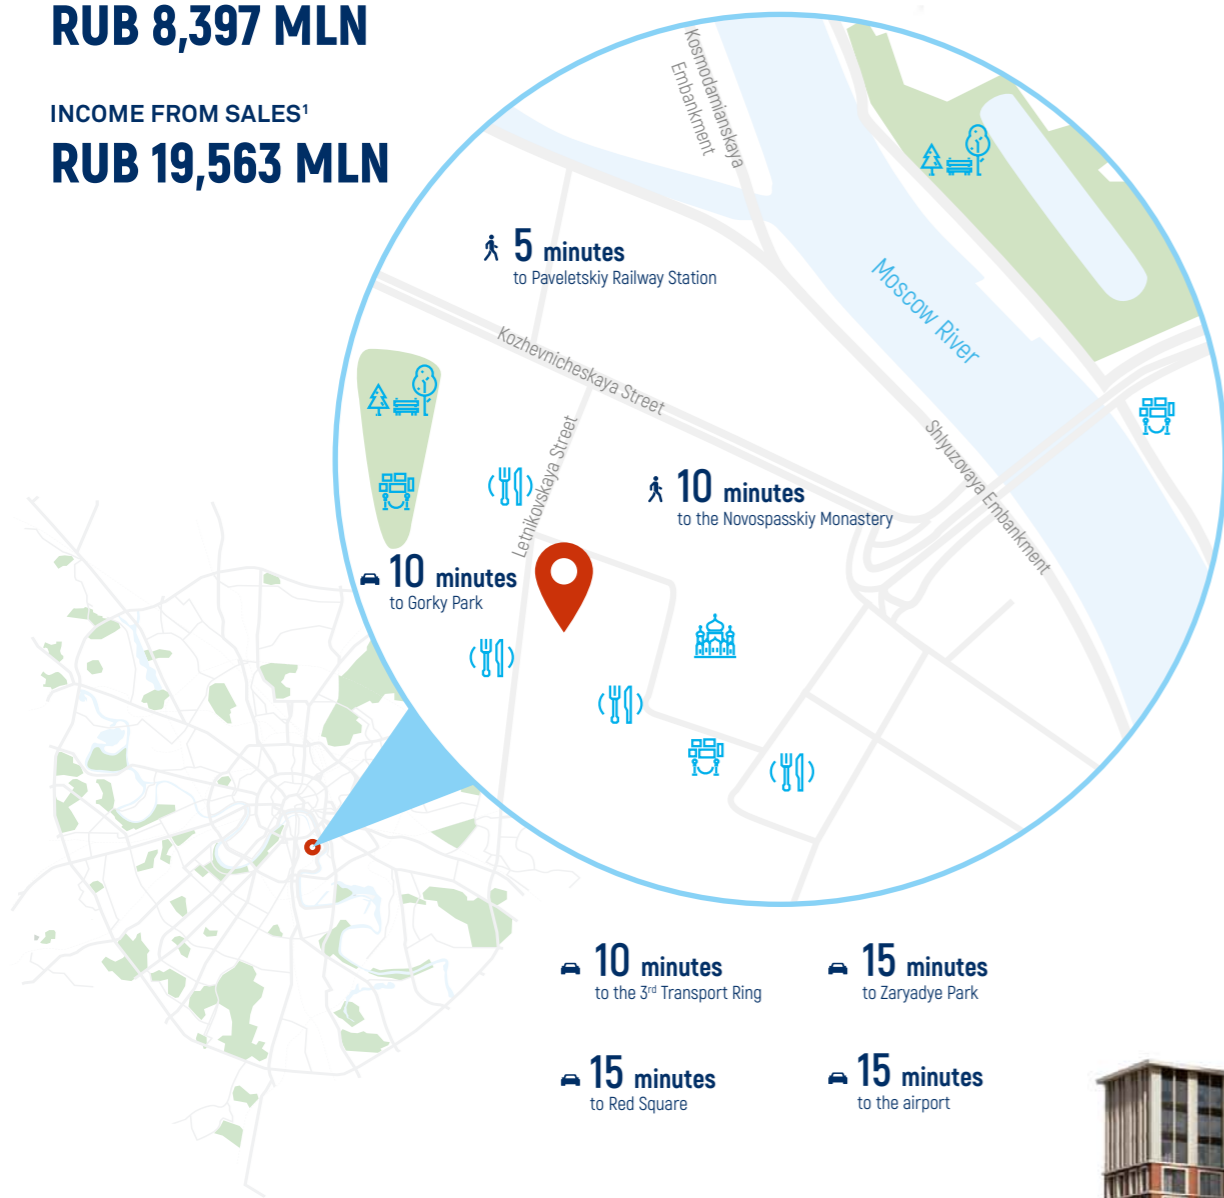 RUB 8,397 MLN
INCOME FROM SALES¹
RUB 19,563 MLN
Kosmodamianskaya
Embankment
5 minutes
to Paveletskiy Railway Station
Moscow River
Kozhevnicheskaya Street
Letnikovskaya Street
Shlyuzovaya Embankment
10 minutes
to the Novospasskiy Monastery
10 minutes
to Gorky Park
10 minutes
to the 3rd Transport Ring
15 minutes
to Zaryadye Park
15 minutes
to Red Square
15 minutes
to the airport